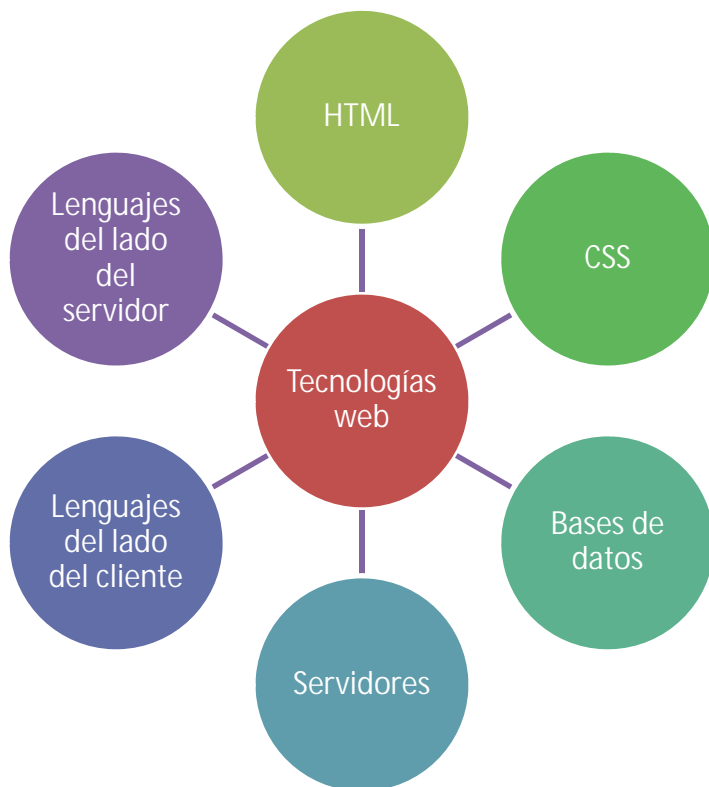 HTML
CSS
Bases de
datos
Servidores
Lenguajes
del lado
del cliente
Lenguajes
del lado
del
servidor
Tecnologías
web